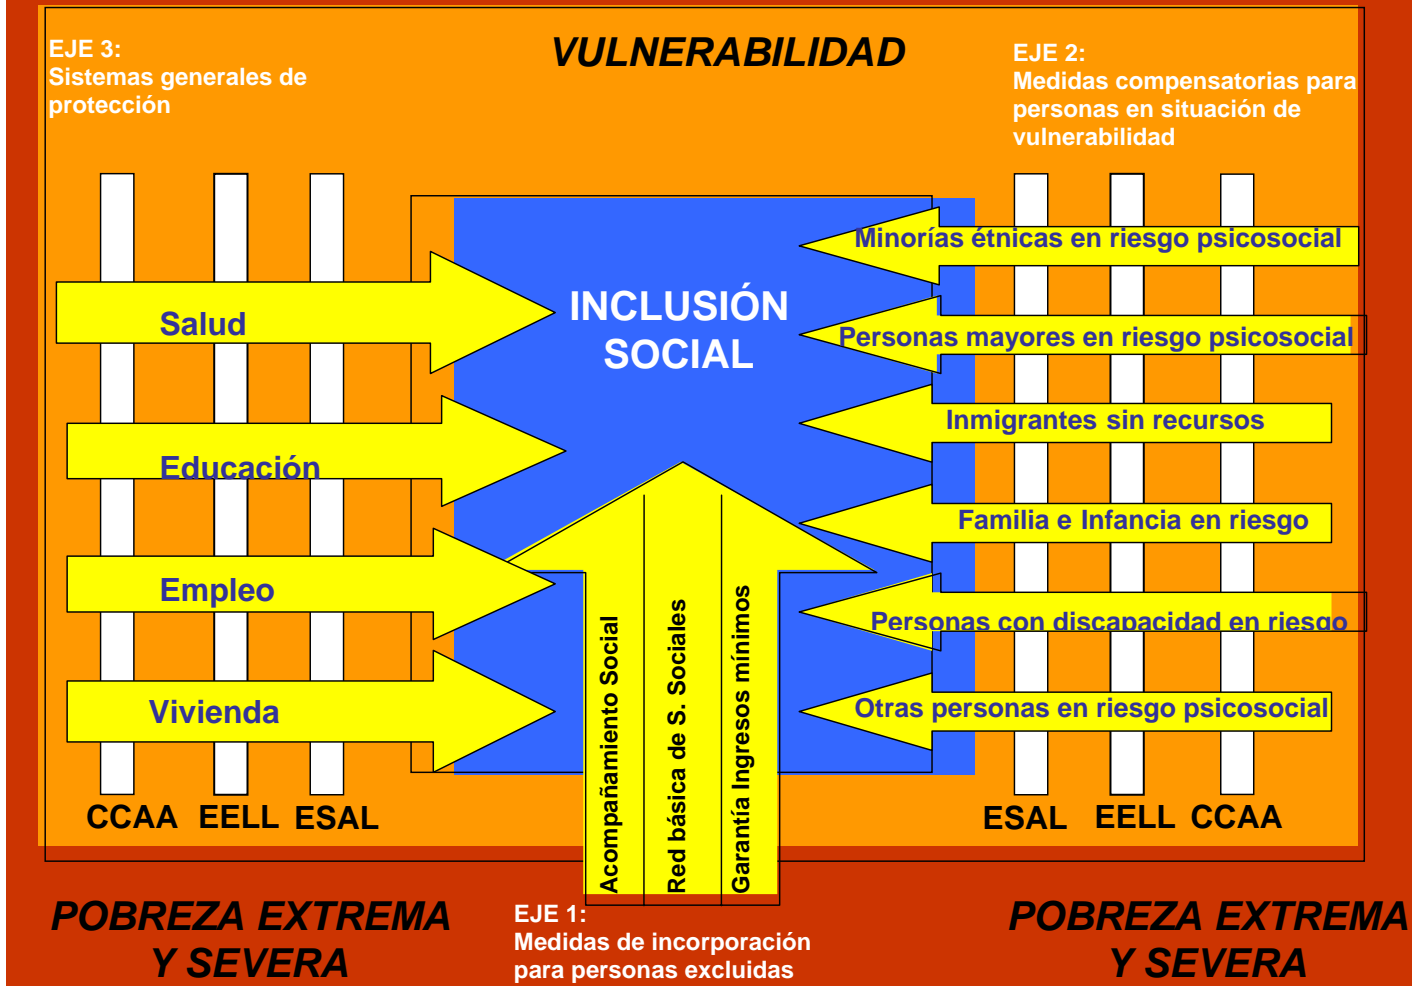 VULNERABILIDAD
EJE 3:
Sistemas generales de
protección
EJE 2:
Medidas compensatorias para
personas en situación de
vulnerabilidad
Salud
Educación
Empleo
Vivienda
INCLUSIÓN
SOCIAL
Minorías étnicas en riesgo psicosocial
Personas mayores en riesgo psicosocial
Inmigrantes sin recursos
Familia e Infancia en riesgo
Personas con discapacidad en riesgo
Otras personas en riesgo psicosocial
Acompañamiento Social
Red básica de S. Sociales
Garantía Ingresos mínimos
CCAA EELL ESAL
ESAL EELL CCAA
POBREZA EXTREMA
Y SEVERA
EJE 1:
Medidas de incorporación
para personas excluidas
POBREZA EXTREMA
Y SEVERA